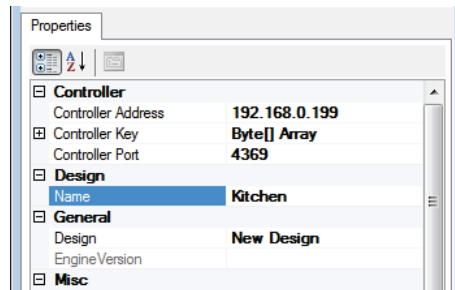 Properties
A
Z
Controller
Controller Address 192.168.0.199
Controller Key Byte[] Array
Controller Port 4369
Design
Name Kitchen
General
Design New Design
EngineVersion
Misc